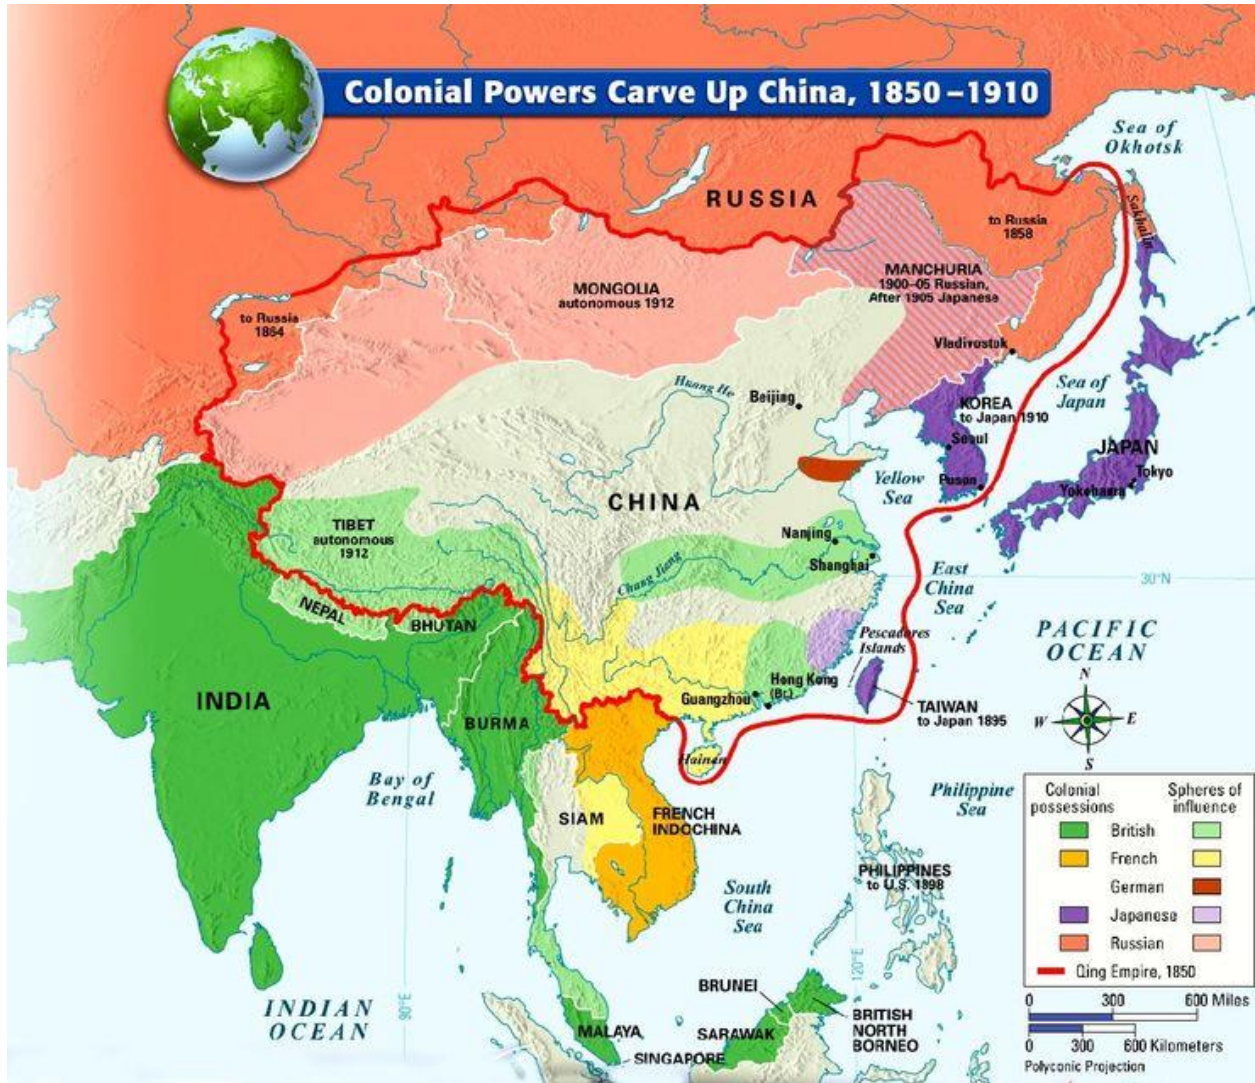 Colonial Powers Carve Up China, 1850–1910
Sea of
Okhotsk
RUSSIA
Sakhalin
to Russia
1858
MANCHURIA
1900–05 Russian,
After 1905 Japanese
MONGOLIA
autonomous 1912
to Russia
1864
Vladivostok
Huang He
Beijing
Sea of
Japan
KOREA
to Japan 1910
Seoul
JAPAN
Tokyo
Yokohama
Pusan
Yellow
Sea
CHINA
TIBET
autonomous
1912
Nanjing
Shanghai
Chang Jiang
East
China
Sea
30°N
NEPAL
BHUTAN
Pescadores
Islands
PACIFIC
OCEAN
INDIA
Hong Kong
(Br.)
Guangzhou
BURMA
TAIWAN
to Japan 1895
N
W
E
S
Hainan
Bay of
Bengal
SIAM
FRENCH
INDOCHINA
Philippine
Sea
PHILIPPINES
to U.S. 1898
South
China
Sea
Colonial
possessions
Spheres of
influence
British
French
German
Japanese
Russian
Qing Empire, 1850
0 300 600 Miles
0 300 600 Kilometers
Polyconic Projection
120°E
90°E
INDIAN
OCEAN
BRUNEI
BRITISH
NORTH
BORNEO
SARAWAK
MALAYA
SINGAPORE